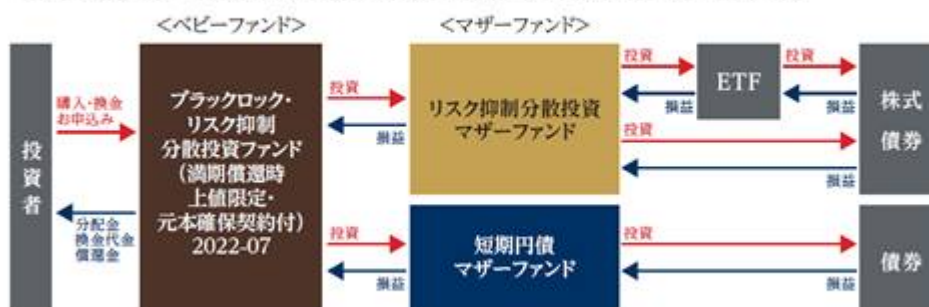 ＜ベビーファンド＞
＜マザーファンド＞
投資者
購入・換金
お申込み
分配金
換金代金
償還金
ブラックロック・
リスク抑制
分散投資ファンド
（満期償還時
上値限定・
元本確保契約付）
2022-07
投資
損益
投資
損益
リスク抑制分散投資
マザーファンド
短期円債
マザーファンド
投資
損益
ETF
投資
損益
投資
損益
株式
債券
投資
損益
債券